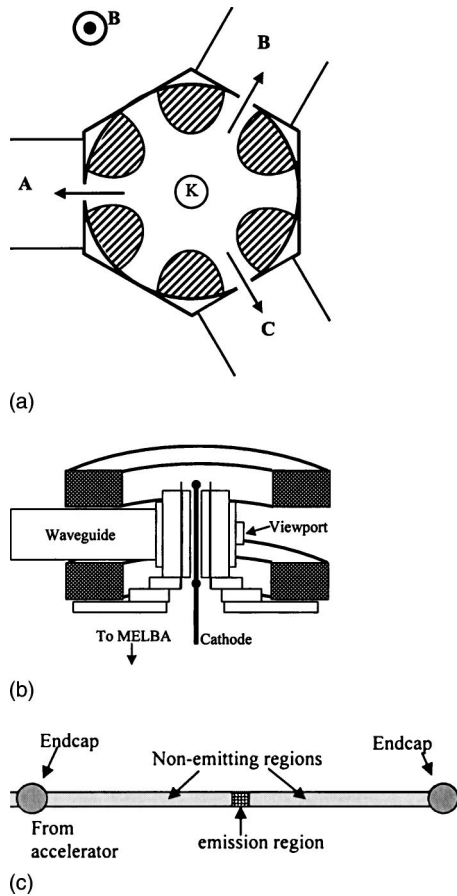 B
B
A
K
C
(a)
Waveguide
Viewport
To MELBA
Cathode
(b)
Endcap
Non-emitting regions
Endcap
From
accelerator
emission region
(c)